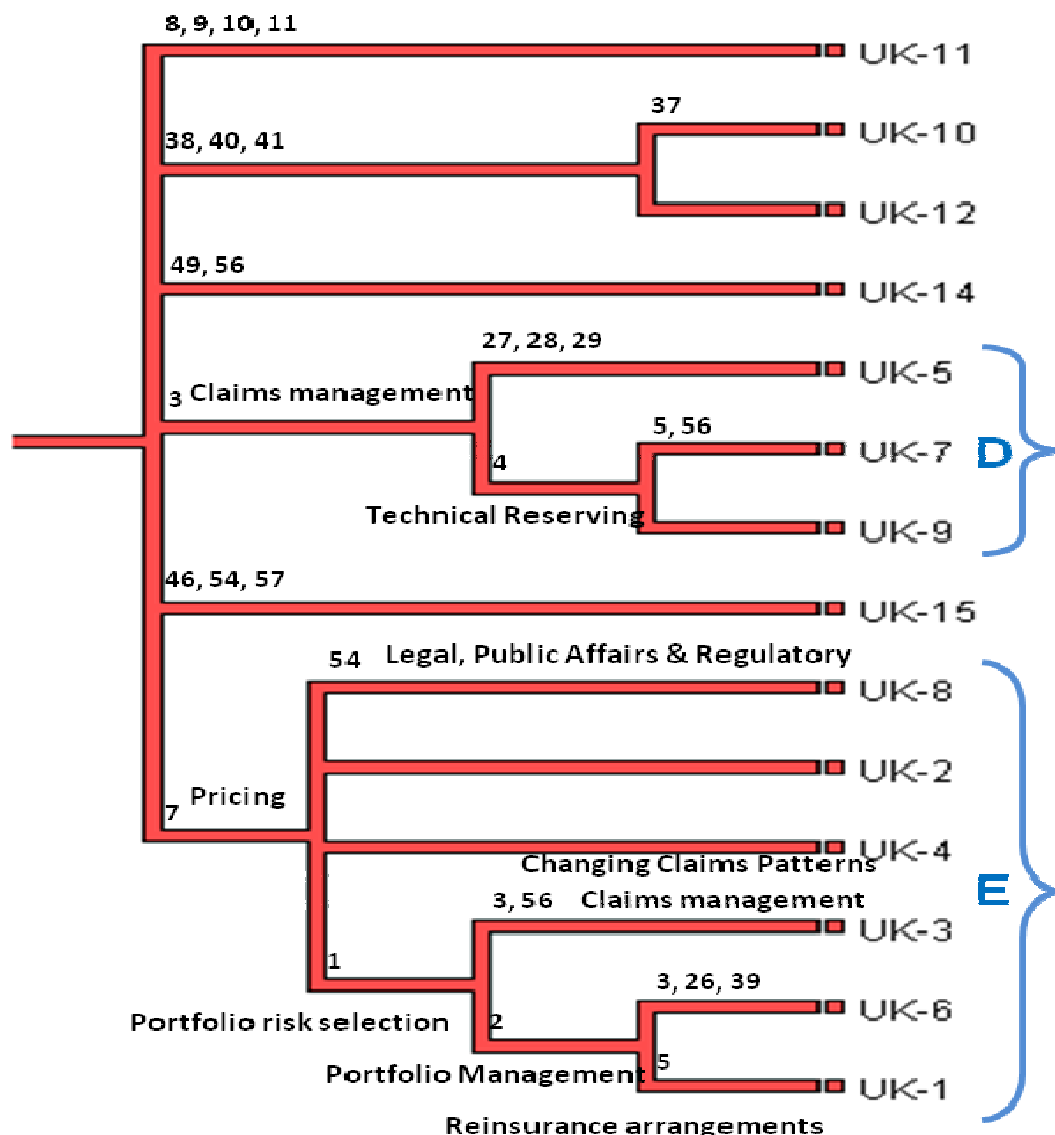 8, 9, 10, 11
UK-11
37
UK-10
38, 40, 41
UK-12
49, 56
UK-14
27, 28, 29
UK-5
3 Claims management
5, 56
UK-7
D
4
Technical Reserving
UK-9
46, 54, 57
UK-15
54 Legal, Public Affairs & Regulatory
UK-8
UK-2
7 Pricing
UK-4
Changing Claims Patterns
3, 56 Claims management
E
UK-3
1
3, 26, 39
UK-6
Portfolio risk selection
2
Portfolio Management
5
UK-1
Reinsurance arrangements